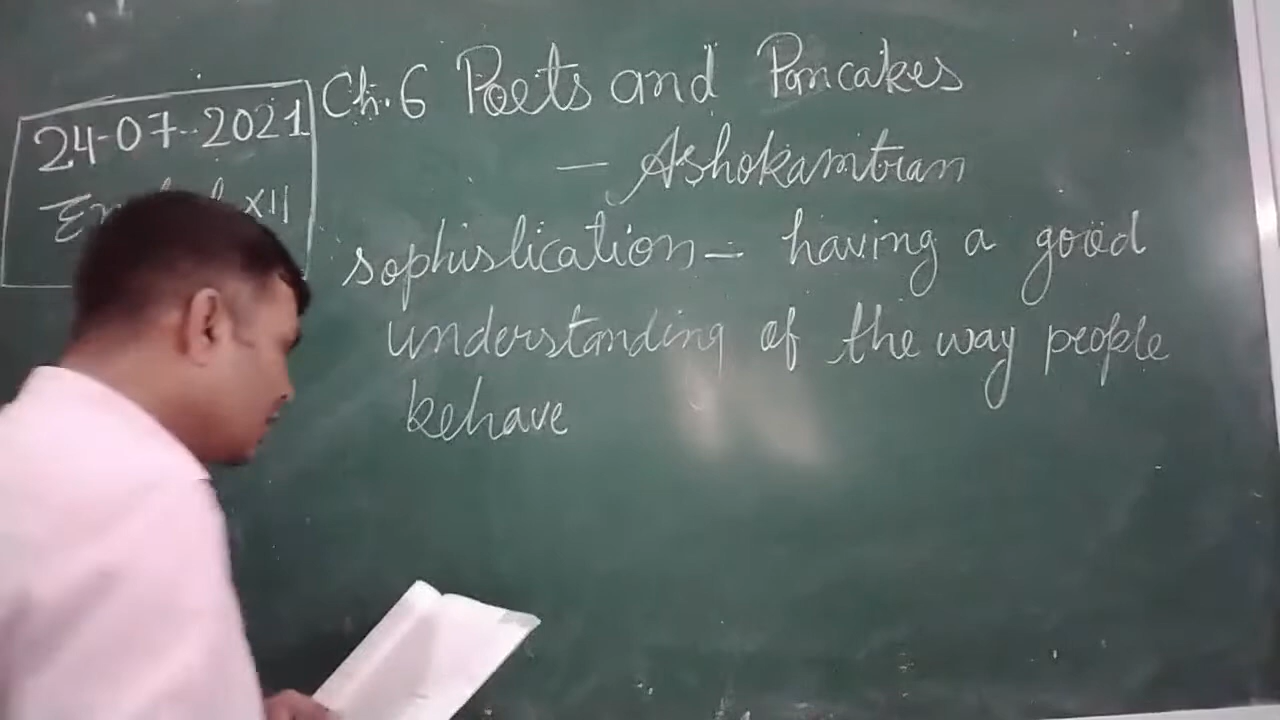 24-07-2021
XII
Ch.6 Poets and Pancakes
- Ashokamitran
sophistication - having a good
understanding of the way people
behave